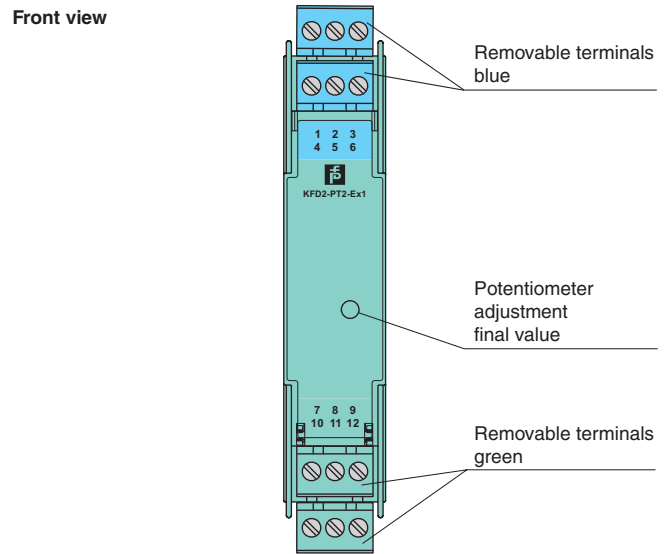 Front view
Removable terminals
blue
1 2 3
4 5 6
KFD2-PT2-Ex1
Potentiometer
adjustment
final value
7 8 9
10 11 12
Removable terminals
green